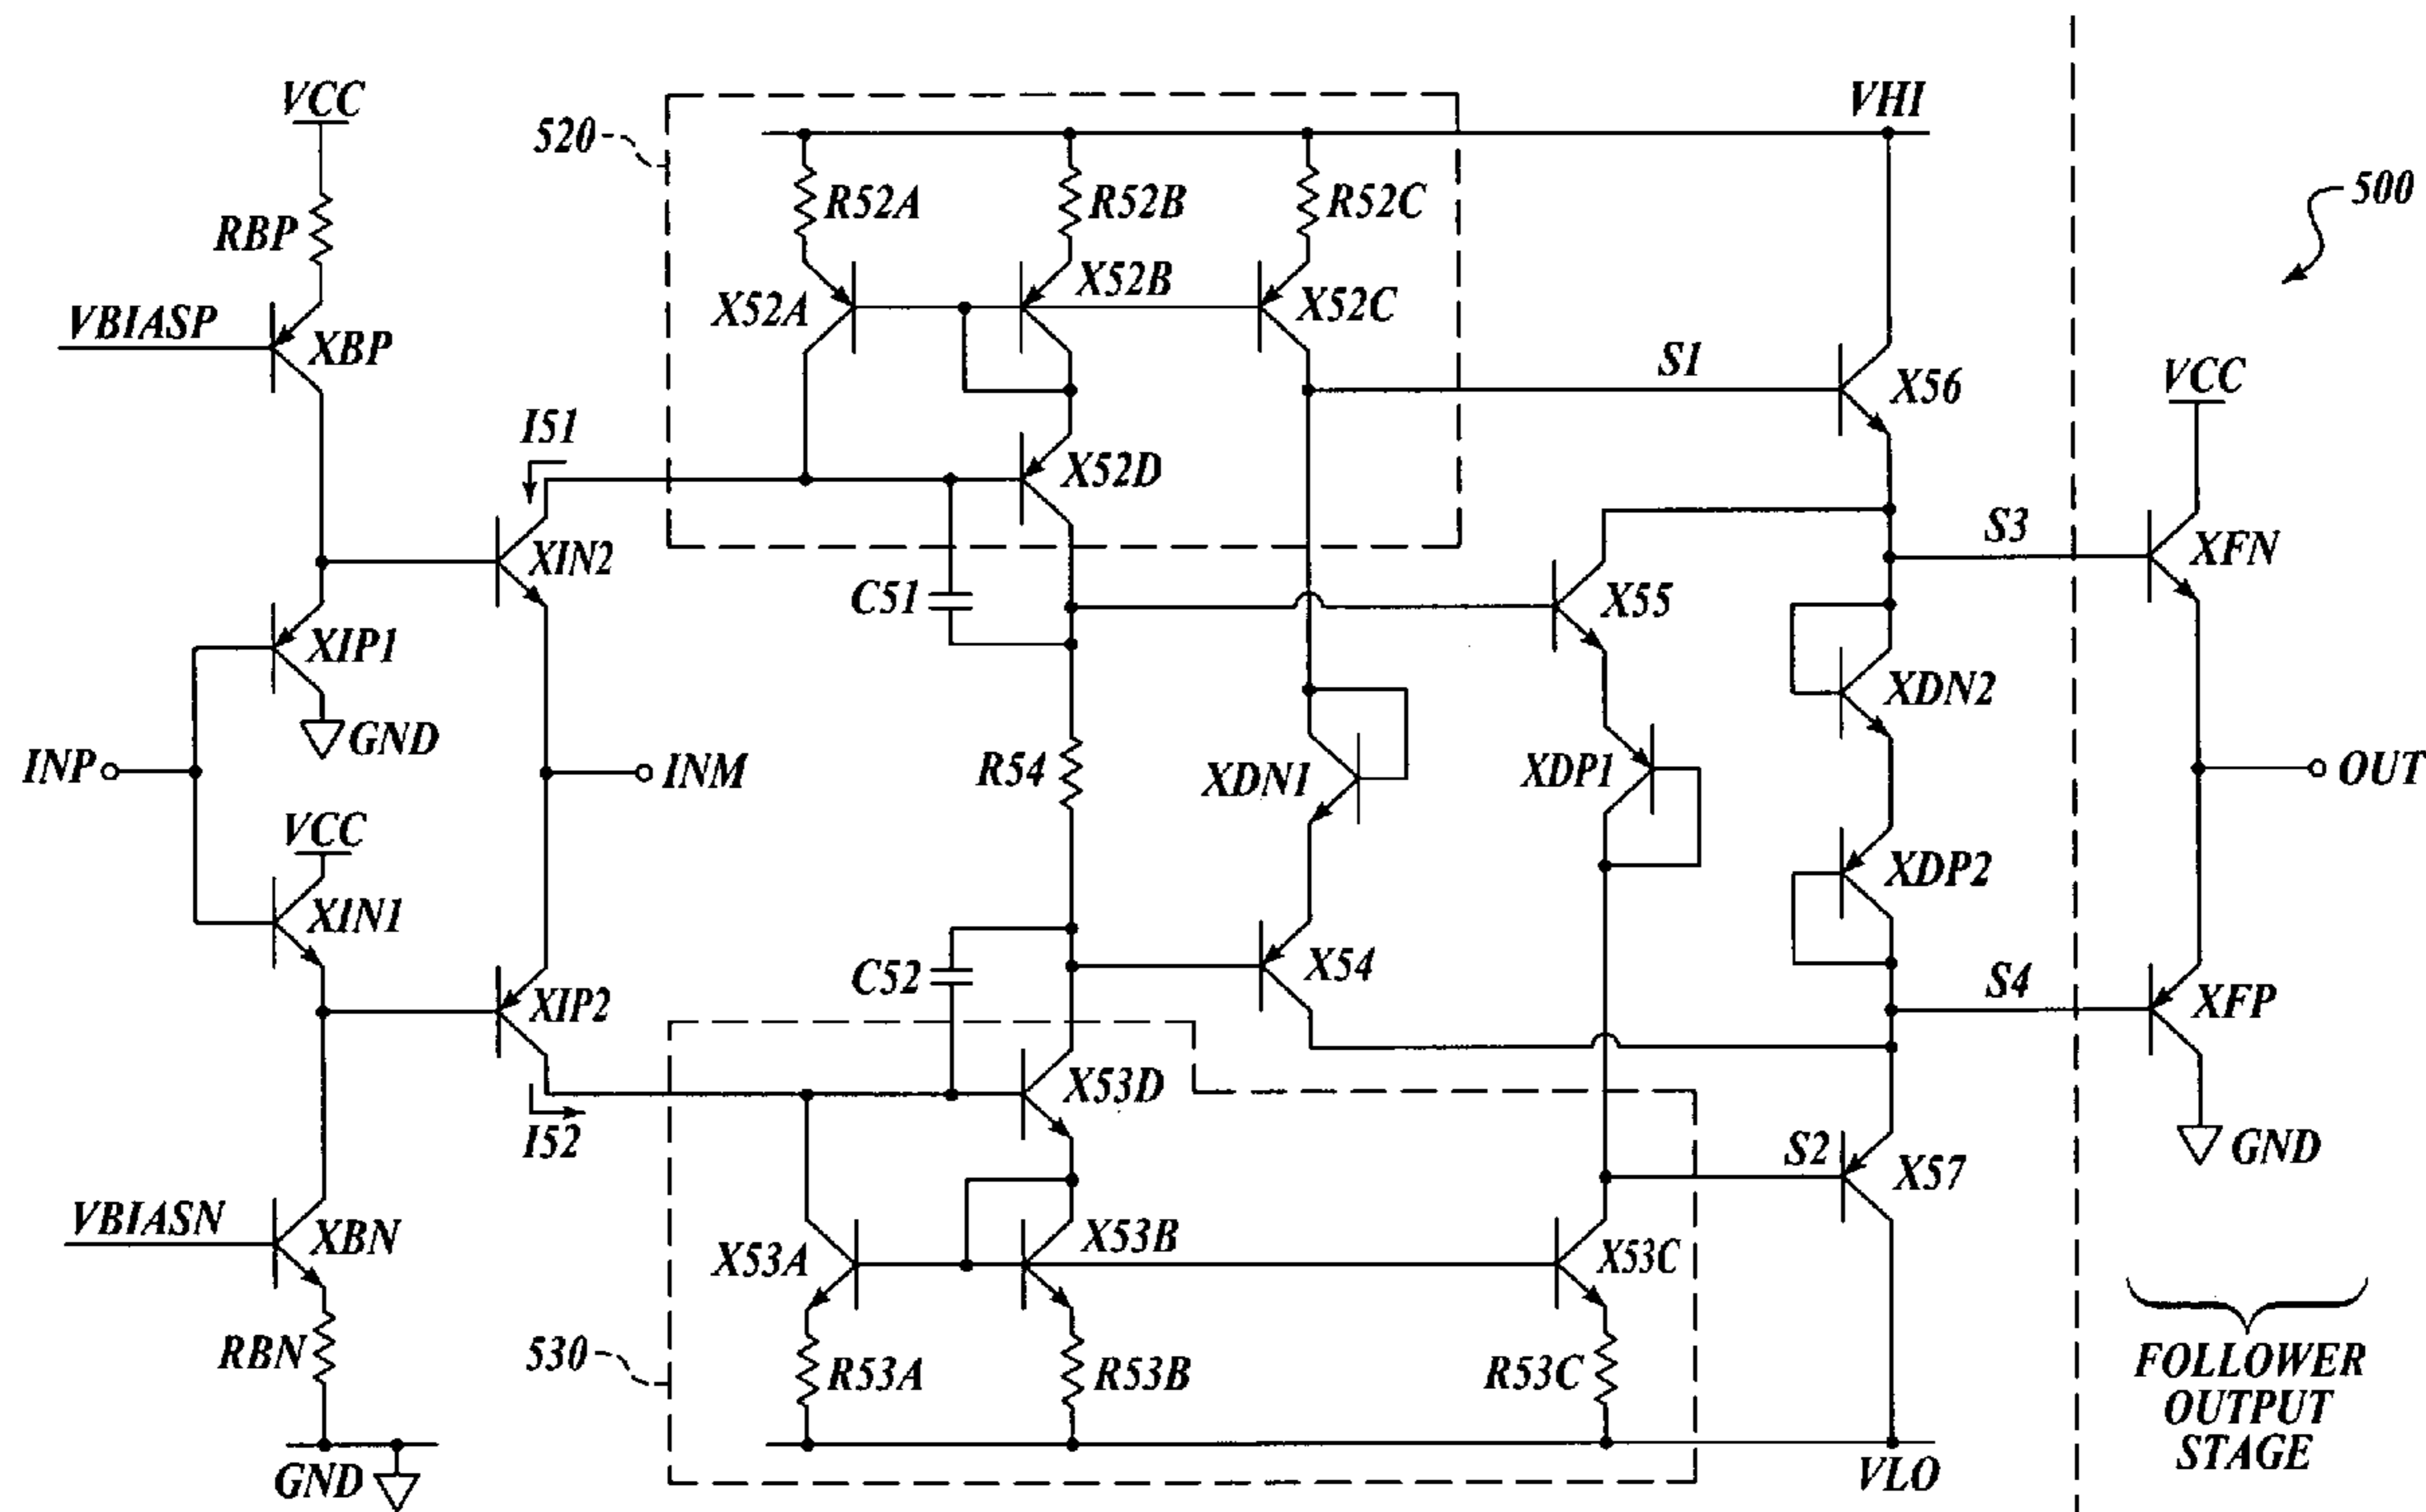 VCC
VHI
520
R52A
R52B
R52C
500
RBP
X52A
X52B
X52C
VBIASP
XBP
S1
X56
VCC
I51
X52D
S3
XIN2
C51
X55
XFN
XIP1
XDN2
GND
INP
INM
R54
XDN1
XDP1
OUT
VCC
XDP2
XIN1
X54
C52
S4
XIP2
XFP
X53D
I52
S2
GND
X57
VBIASN
XBN
X53A
X53B
X53C
RBN
530
R53A
R53B
R53C
FOLLOWER
OUTPUT
STAGE
GND
VLO